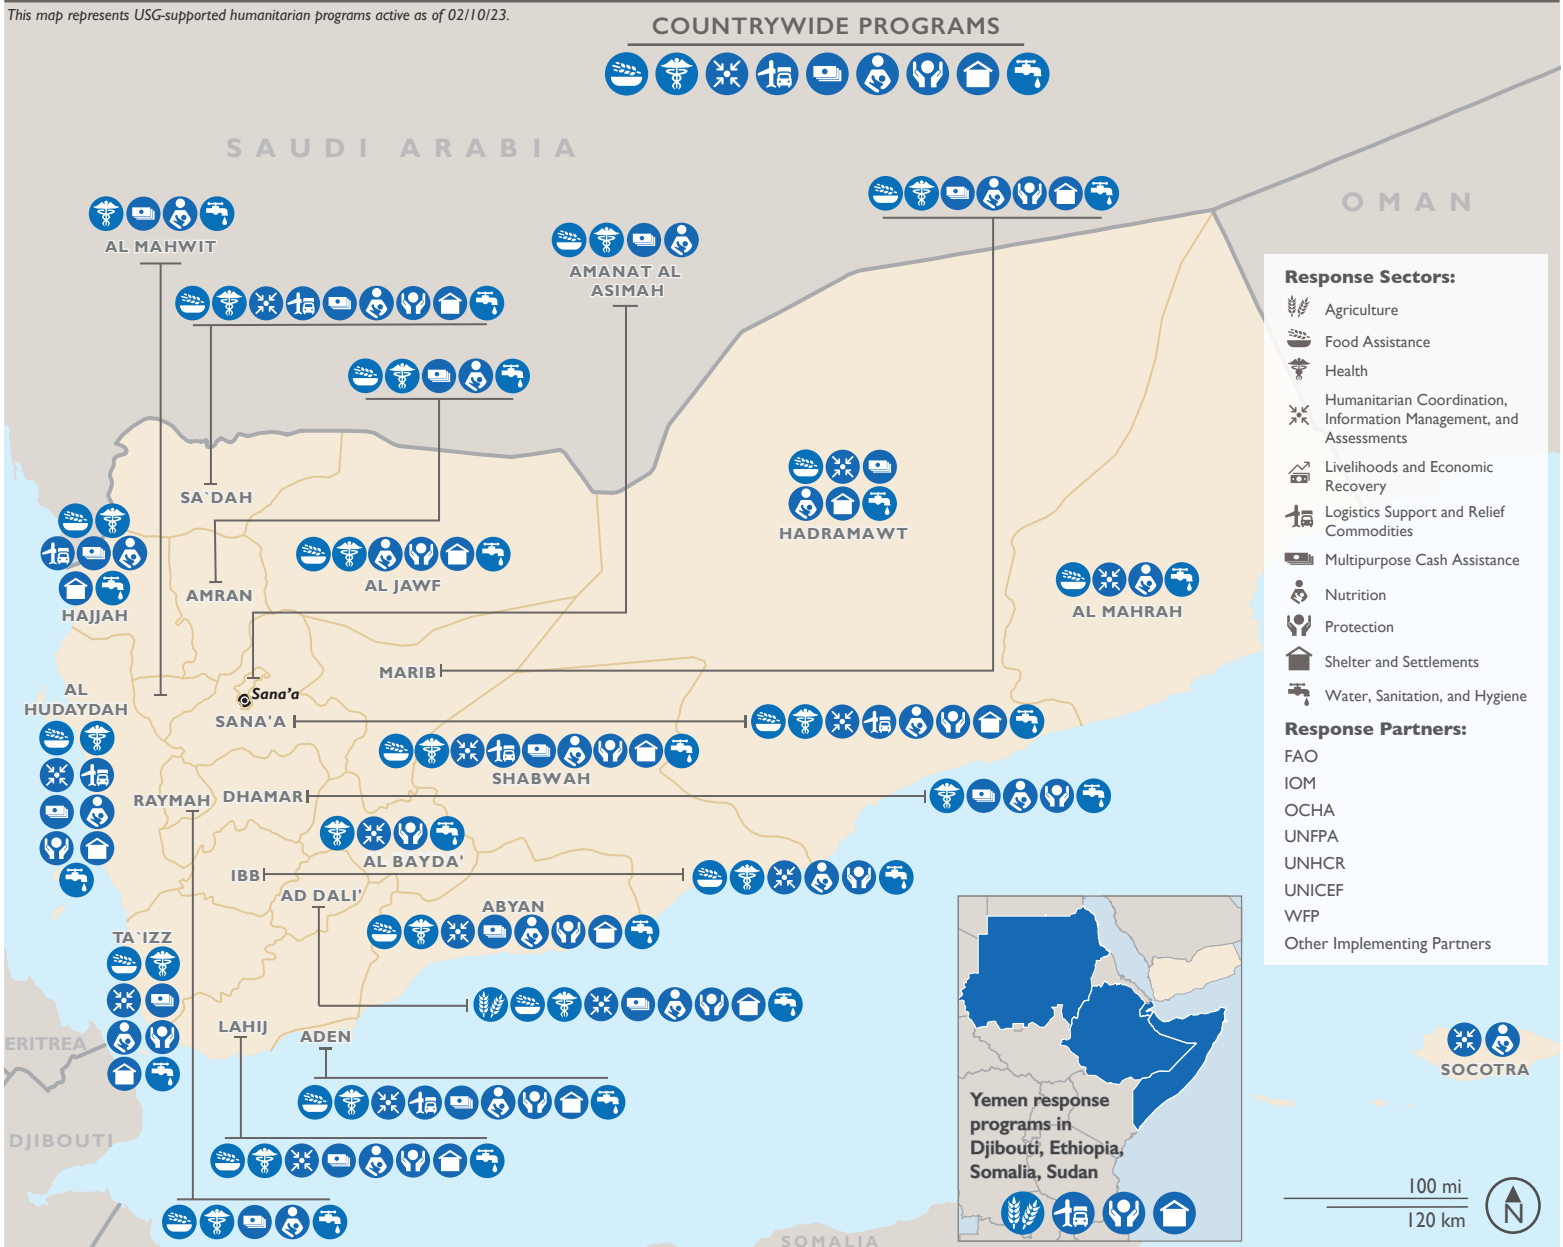 This map represents USG-supported humanitarian programs active as of 02/10/23.
COUNTRYWIDE PROGRAMS
SAUDI ARABIA
OMAN
AL MAHWIT
AMANAT AL
ASIMAH
SA`DAH
HADRAMAWT
AL JAWF
AMRAN
HAJJAH
AL MAHRAH
MARIB
AL
HUDAYDAH
Sana'a
SANA'A
SHABWAH
RAYMAH
DHAMAR
AL BAYDA'
IBB
AD DALI'
ABYAN
TA`IZZ
LAHIJ
ADEN
ERITREA
DJIBOUTI
SOMALIA
SOCOTRA
Response Sectors:
Agriculture
Food Assistance
Health
Humanitarian Coordination,
Information Management, and
Assessments
Livelihoods and Economic
Recovery
Logistics Support and Relief
Commodities
Multipurpose Cash Assistance
Nutrition
Protection
Shelter and Settlements
Water, Sanitation, and Hygiene
Response Partners:
FAO
IOM
OCHA
UNFPA
UNHCR
UNICEF
WFP
Other Implementing Partners
Yemen response
programs in
Djibouti, Ethiopia,
Somalia, Sudan
100 mi
120 km
N